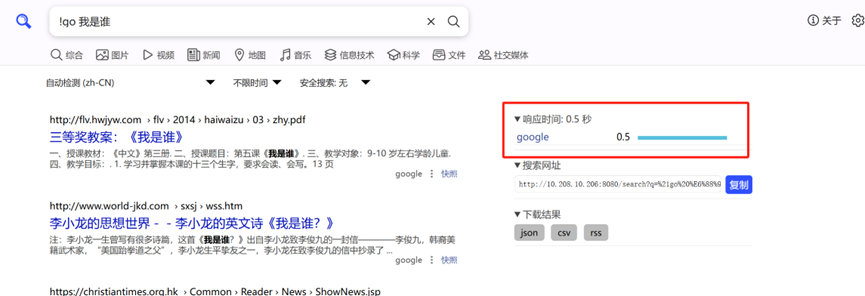 !go 我是谁
关于
综合 图片 视频 新闻 地图 音乐 信息技术 科学 文件 社交媒体
自动检测 (zh-CN) 不限时间 安全搜索: 无
http://flv.hwjyw.com › flv › 2014 › haiwaizu › 03 › zhy.pdf
三等奖教案：《我是谁》
一、授课教材：《中文》第三册. 二、授课题目：第五课《我是谁》. 三、教学对象：9-10 岁左右学龄儿童.
四、教学目标：. 1. 学习并掌握本课的十三个生字，要求会读、会写。13 页
google 快照
http://www.world-jkd.com › sxsj › wss.htm
李小龙的思想世界－－李小龙的英文诗《我是谁？》
注：李小龙一生曾写有很多诗篇，这首《我是谁？》出自李小龙致李俊九的一封信————李俊九，韩裔美
籍武术家，“美国跆拳道之父”，李小龙生平挚友之一，李小龙在致李俊九的信中抄录了 ...
google 快照
https://christiantimes.org.hk › Common › Reader › News › ShowNews.jsp
响应时间: 0.5 秒
google 0.5
搜索网址
http://10.208.10.206:8080/search?q=%21go%20%E6%88%9 复制
下载结果
json csv rss